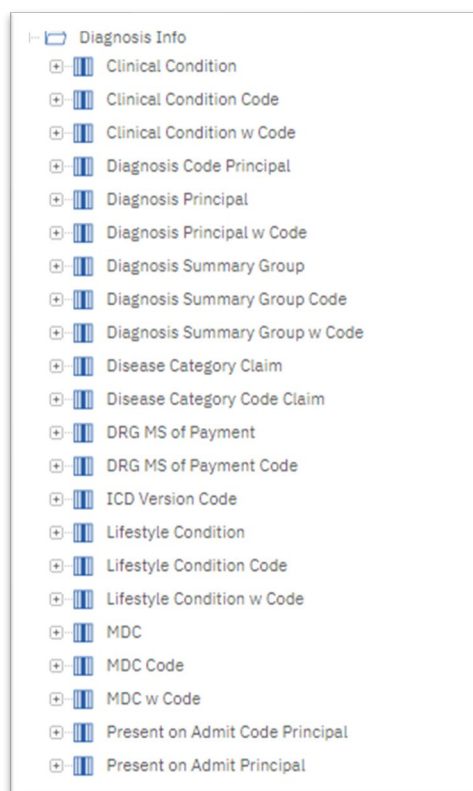 Diagnosis Info
Clinical Condition
Clinical Condition Code
Clinical Condition w Code
Diagnosis Code Principal
Diagnosis Principal
Diagnosis Principal w Code
Diagnosis Summary Group
Diagnosis Summary Group Code
Diagnosis Summary Group w Code
Disease Category Claim
Disease Category Code Claim
DRG MS of Payment
DRG MS of Payment Code
ICD Version Code
Lifestyle Condition
Lifestyle Condition Code
Lifestyle Condition w Code
MDC
MDC Code
MDC w Code
Present on Admit Code Principal
Present on Admit Principal